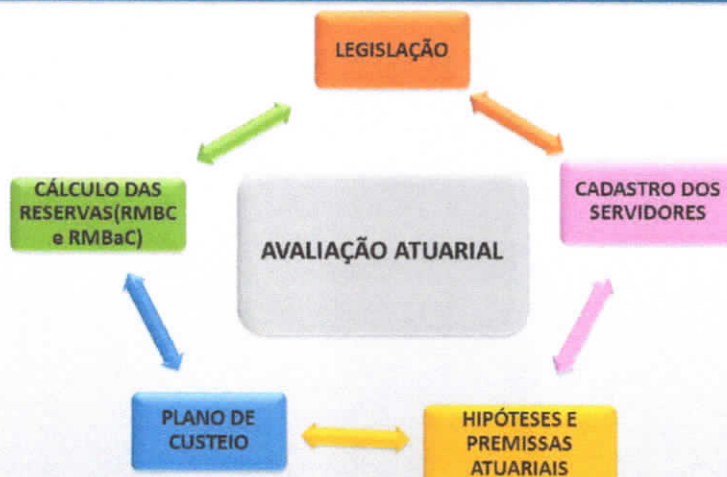 LEGISLAÇÃO
CÁLCULO DAS
RESERVAS(RMBC
e RMBaC)
CADASTRO DOS
SERVIDORES
AVALIAÇÃO ATUARIAL
PLANO DE
CUSTEIO
HIPÓTESES E
PREMISSAS
ATUARIAIS